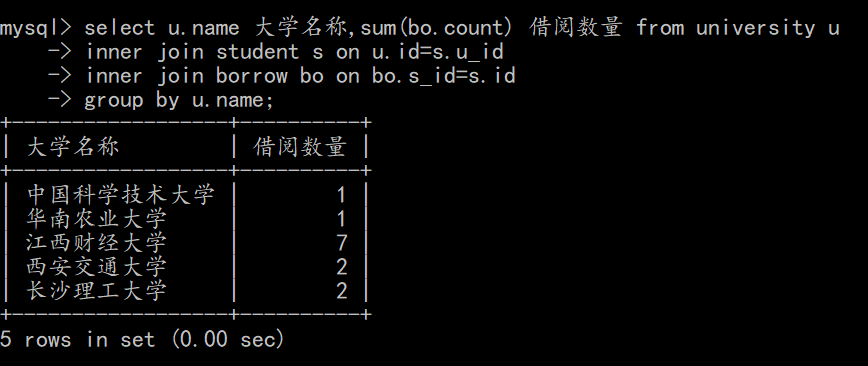 mysql> select u.name 大学名称,sum(bo.count) 借阅数量 from university u
    -> inner join student s on u.id=s.u_id
    -> inner join borrow bo on bo.s_id=s.id
    -> group by u.name;
+------------------+----------+
| 大学名称         | 借阅数量 |
+------------------+----------+
| 中国科学技术大学 |        1 |
| 华南农业大学     |        1 |
| 江西财经大学     |        7 |
| 西安交通大学     |        2 |
| 长沙理工大学     |        2 |
+------------------+----------+
5 rows in set (0.00 sec)